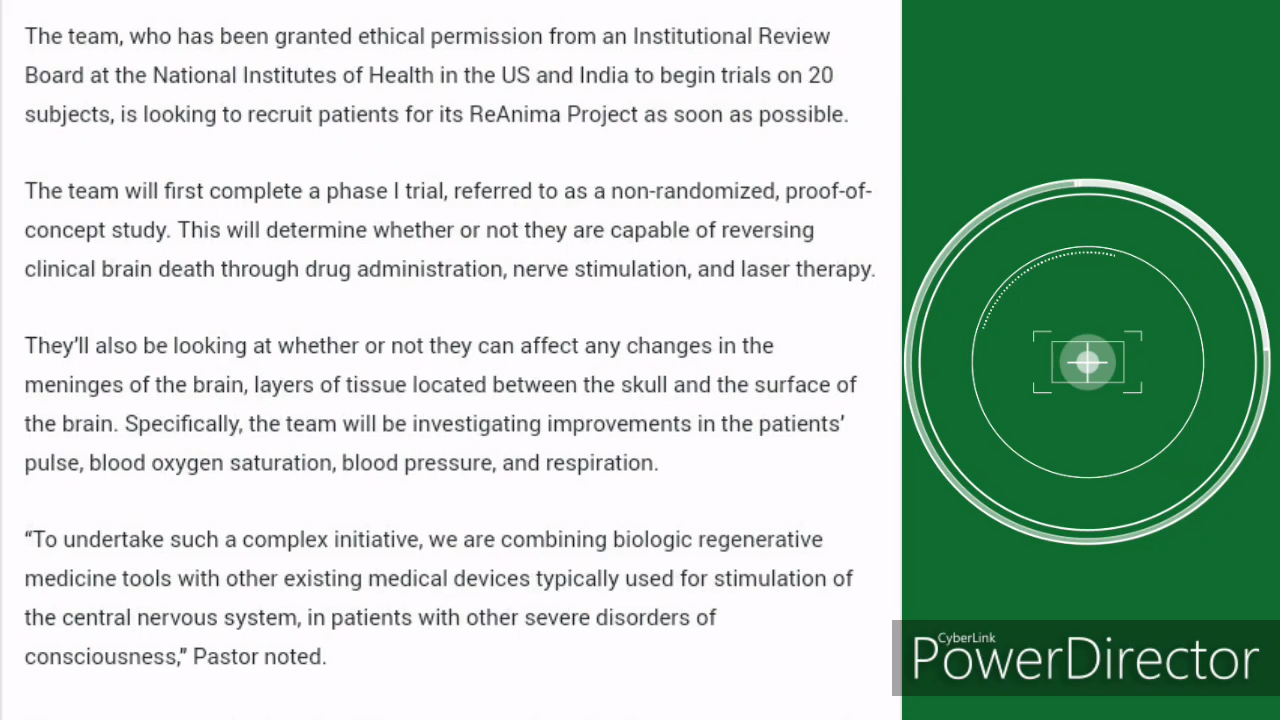 The team, who has been granted ethical permission from an Institutional Review
Board at the National Institutes of Health in the US and India to begin trials on 20
subjects, is looking to recruit patients for its ReAnima Project as soon as possible.
The team will first complete a phase I trial, referred to as a non-randomized, proof-of-
concept study. This will determine whether or not they are capable of reversing
clinical brain death through drug administration, nerve stimulation, and laser therapy.
They’ll also be looking at whether or not they can affect any changes in the
meninges of the brain, layers of tissue located between the skull and the surface of
the brain. Specifically, the team will be investigating improvements in the patients’
pulse, blood oxygen saturation, blood pressure, and respiration.
“To undertake such a complex initiative, we are combining biologic regenerative
medicine tools with other existing medical devices typically used for stimulation of
the central nervous system, in patients with other severe disorders of
consciousness,” Pastor noted.
CyberLink
PowerDirector